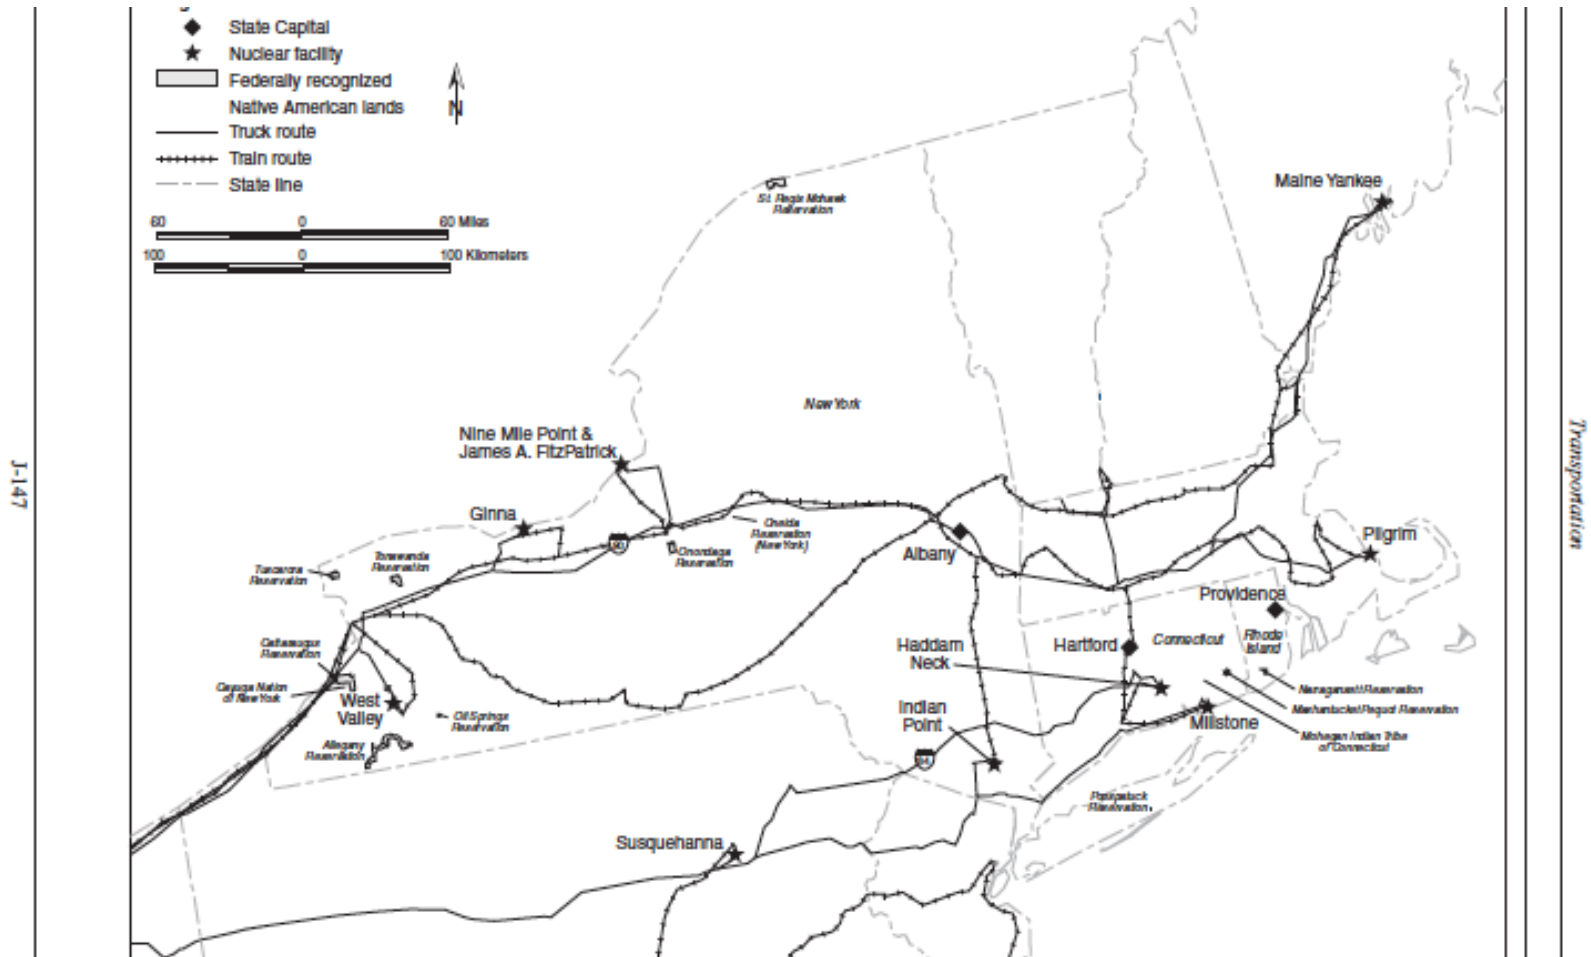 State Capital
Nuclear facility
Federally recognized
Native American lands
Truck route
Train route
State line
N
60 0 60 Miles
100 0 100 Kilometers
St. Regis Mohawk
Reservation
Maine Yankee
New York
Nine Mile Point &
James A. FitzPatrick
Ginna
90
Oneida
Reservation
(New York)
Onondaga
Reservation
Tonawanda
Reservation
Tuscarora
Reservation
Albany
Pilgrim
Providence
Cattaraugus
Reservation
Haddam
Neck
Hartford
Connecticut
Rhode
Island
Cayuga Nation
of New York
West
Valley
Oil Springs
Reservation
Allegany
Reservation
Indian
Point
Narragansett Reservation
Mashantucket Pequot Reservation
Millstone
Mohegan Indian Tribe
of Connecticut
Poospatuck
Reservation
Susquehanna
J-147
Transportation